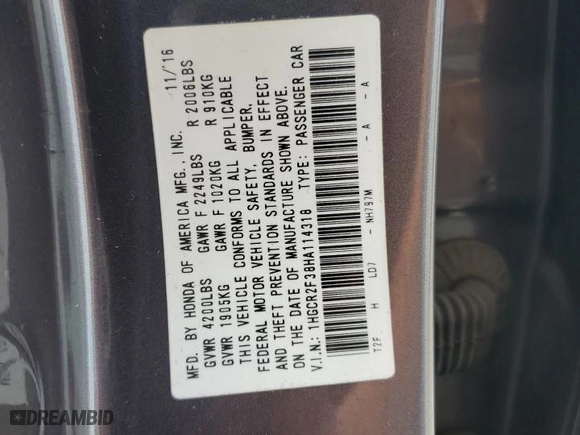 MFD. BY HONDA OF AMERICA MFG.,INC. 11/'16
GVWR 4200LBS GAWR F 2249LBS R 2006LBS
GVWR 1905KG GAWR F 1020KG R 910KG
THIS VEHICLE CONFORMS TO ALL APPLICABLE
FEDERAL MOTOR VEHICLE SAFETY, BUMPER,
AND THEFT PREVENTION STANDARDS IN EFFECT
ON THE DATE OF MANUFACTURE SHOWN ABOVE.
V.I.N.: 1HGCR2F38HA114318 TYPE: PASSENGER CAR
T2F_ H LD7 - NH797M - A - A
DREAMBID